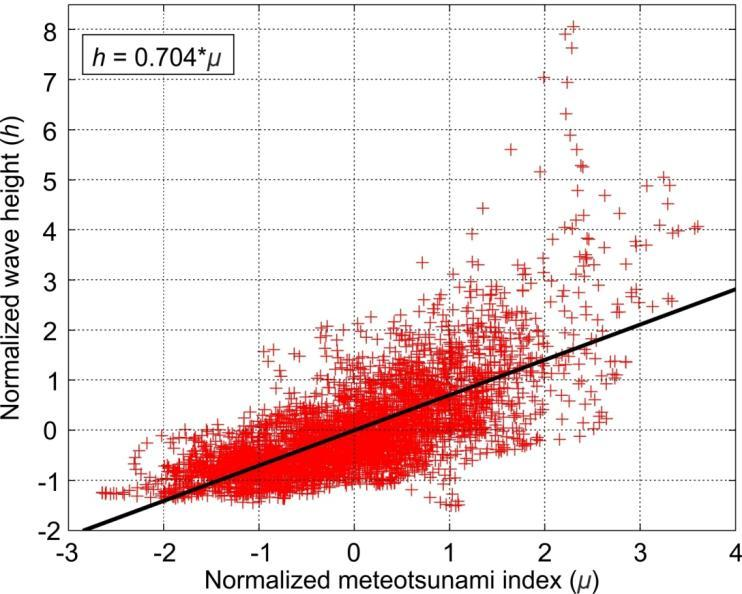 h = 0.704*μ
8
7
6
5
4
3
2
1
0
-1
-2
Normalized wave height (h)
-3 -2 -1 0 1 2 3 4
Normalized meteotsunami index (μ)